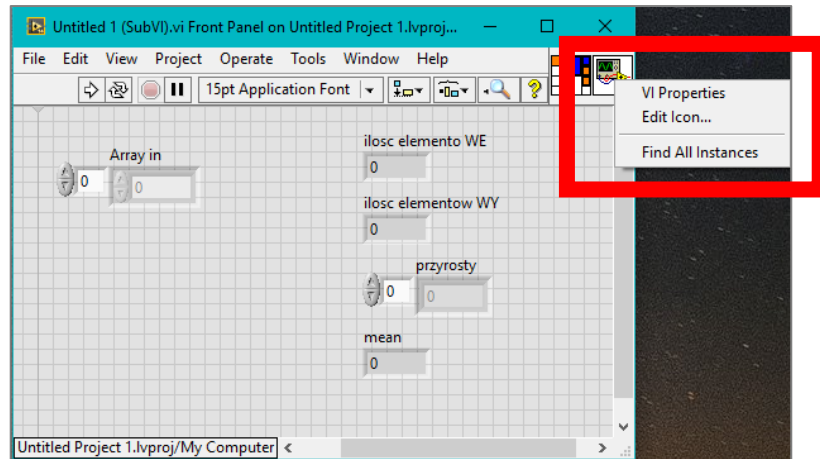 Untitled 1 (SubVI).vi Front Panel on Untitled Project 1.lvproj...
File Edit View Project Operate Tools Window Help
15pt Application Font
VI Properties
Edit Icon...
Find All Instances
Array in
0
0
ilosc elemento WE
0
ilosc elementow WY
0
przyrosty
0
0
mean
0
Untitled Project 1.lvproj/My Computer